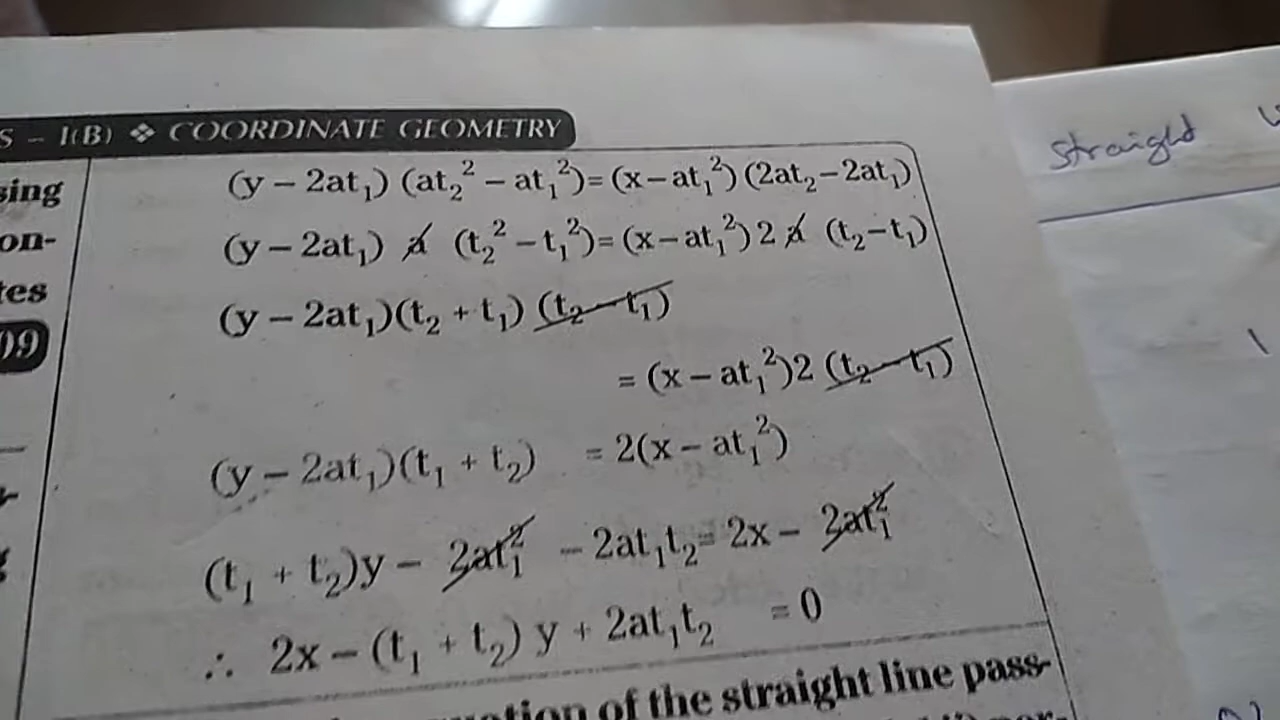 S – I(B) ❖ COORDINATE GEOMETRY
straight
sing
on-
tes
09
(y – 2at₁) (at₂² – at₁²)= (x–at₁²) (2at₂–2at₁)
(y – 2at₁) a (t₂² – t₁²)= (x–at₁²) 2 a (t₂–t₁)
(y – 2at₁)(t₂ + t₁) (t₂–t₁)
= (x – at₁²)2 (t₂–t₁)
(y – 2at₁)(t₁ + t₂) = 2(x – at₁²)
(t₁ + t₂)y – 2at₁² – 2at₁t₂= 2x – 2at₁²
∴ 2x – (t₁ + t₂) y + 2at₁t₂ = 0
of the straight line pass-